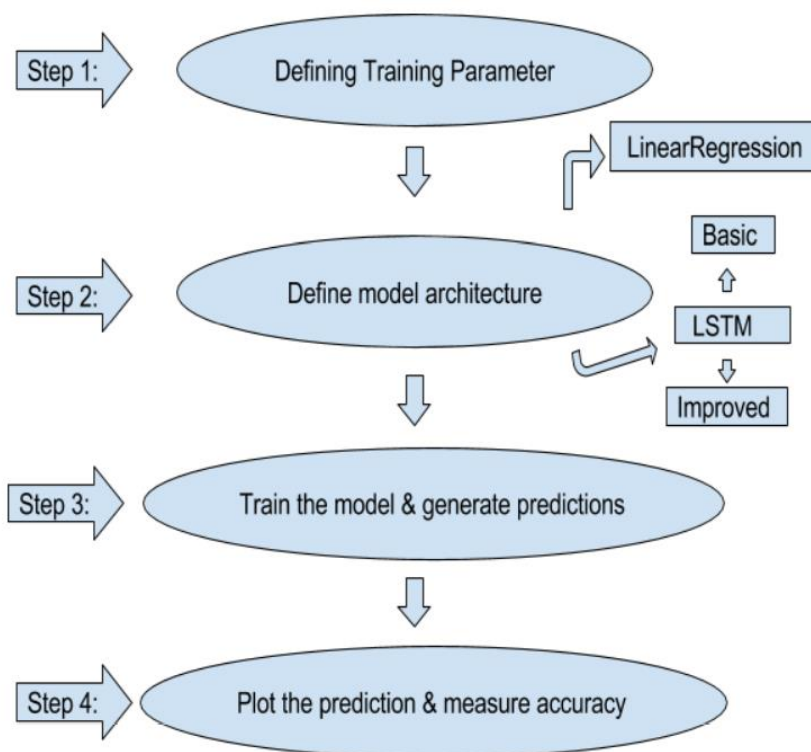 Step 1:
Defining Training Parameter
LinearRegression
Step 2:
Define model architecture
Basic
LSTM
Improved
Step 3:
Train the model & generate predictions
Step 4:
Plot the prediction & measure accuracy